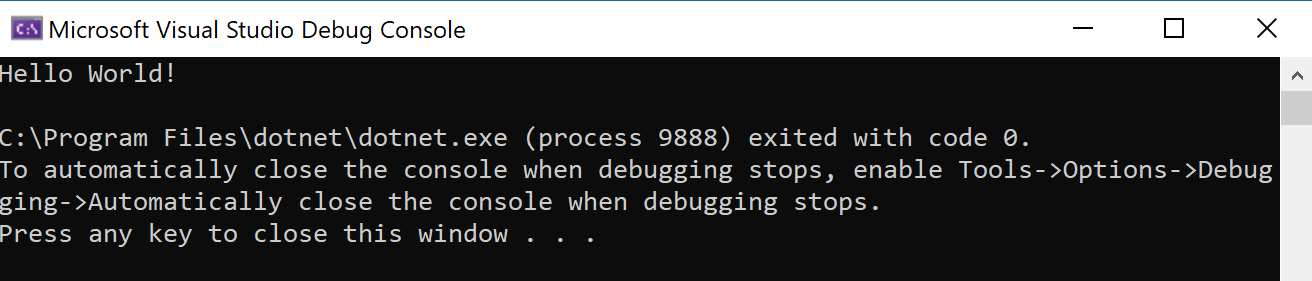 Microsoft Visual Studio Debug Console
Hello World!
C:\Program Files\dotnet\dotnet.exe (process 9888) exited with code 0.
To automatically close the console when debugging stops, enable Tools->Options->Debug
ging->Automatically close the console when debugging stops.
Press any key to close this window . . .